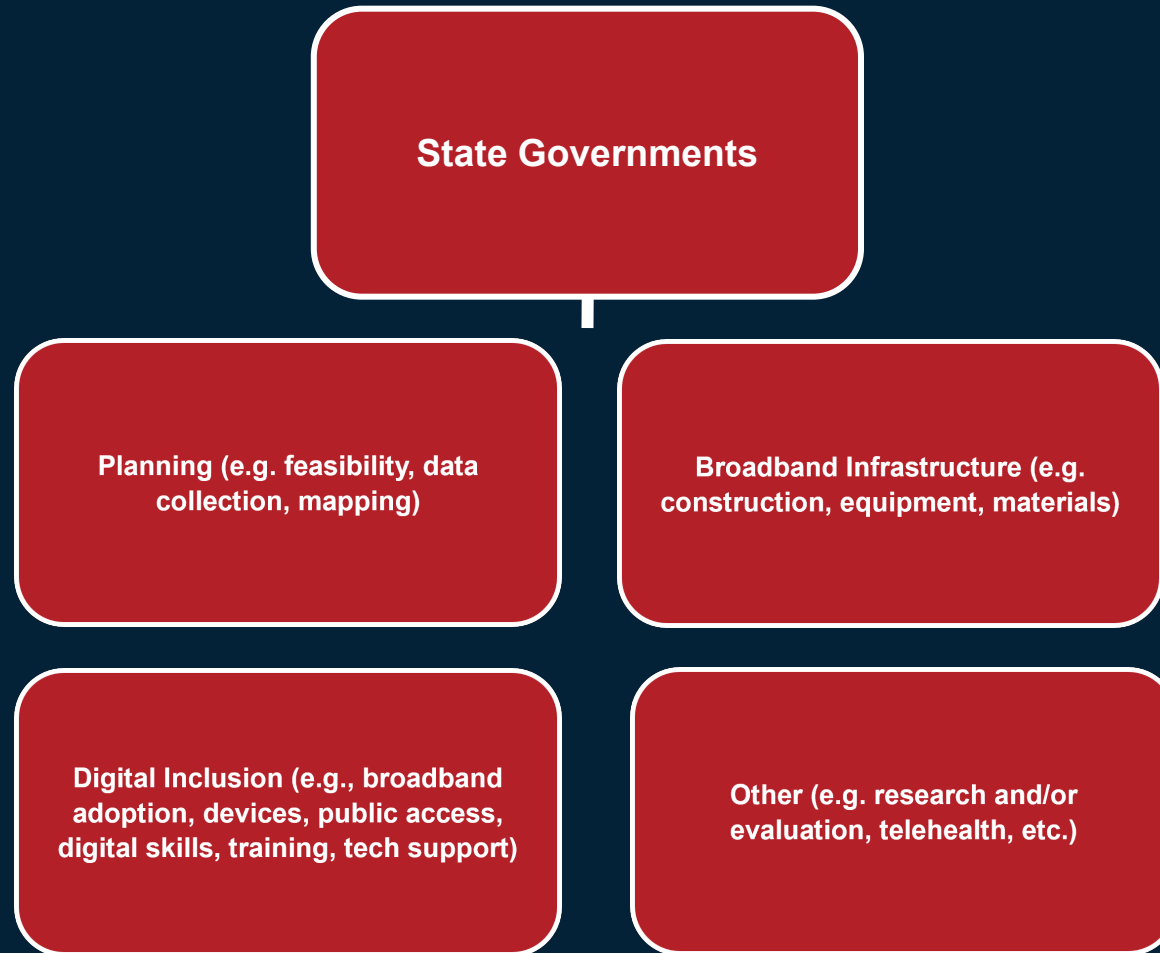 State Governments
Planning (e.g. feasibility, data
collection, mapping)
Broadband Infrastructure (e.g.
construction, equipment, materials)
Digital Inclusion (e.g., broadband
adoption, devices, public access,
digital skills, training, tech support)
Other (e.g. research and/or
evaluation, telehealth, etc.)